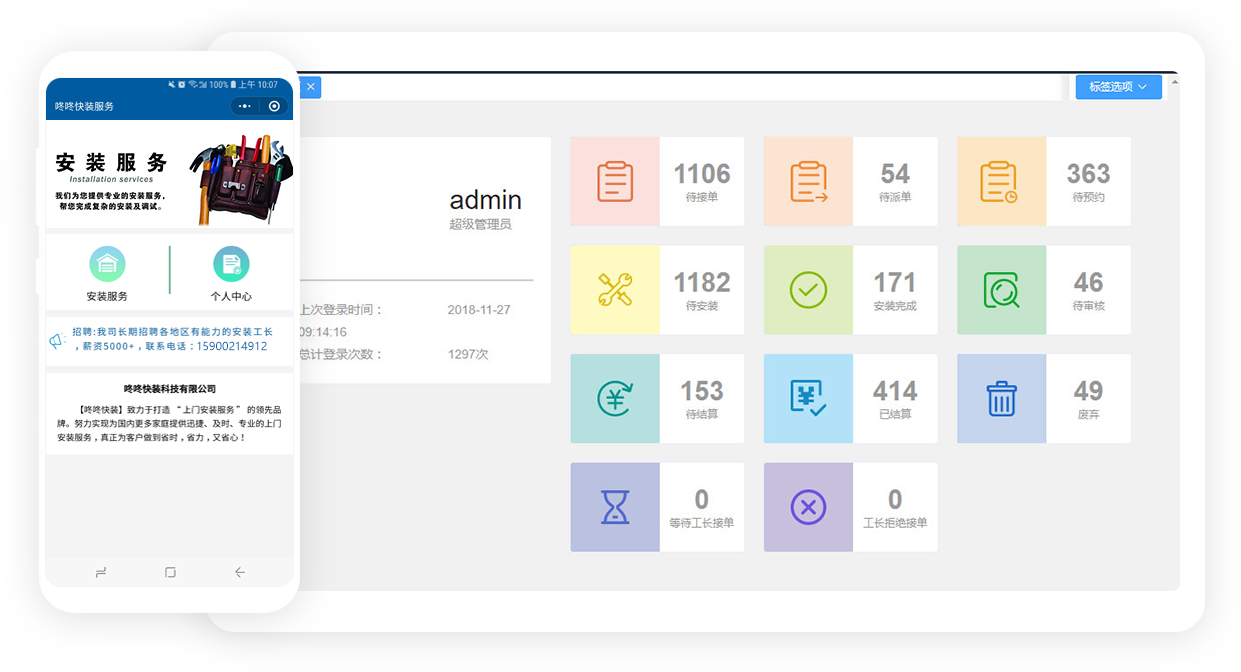 100% 上午 10:07
咚咚快装服务
安装服务
Installation services
我们为您提供专业的安装服务，
帮您完成复杂的安装及调试。
安装服务
个人中心
招聘:我司长期招聘各地区有能力的安装工长
，薪资5000+，联系电话：15900214912
咚咚快装科技有限公司
【咚咚快装】致力于打造 “上门安装服务” 的领先品
牌。努力实现为国内更多家庭提供迅捷、及时、专业的上门
安装服务，真正为客户做到省时，省力，又省心！
标签选项
admin
超级管理员
上次登录时间： 2018-11-27
09:14:16
总计登录次数： 1297次
1106
待接单
54
待派单
363
待预约
1182
待安装
171
安装完成
46
待审核
153
待结算
414
已结算
49
废弃
0
等待工长接单
0
工长拒绝接单